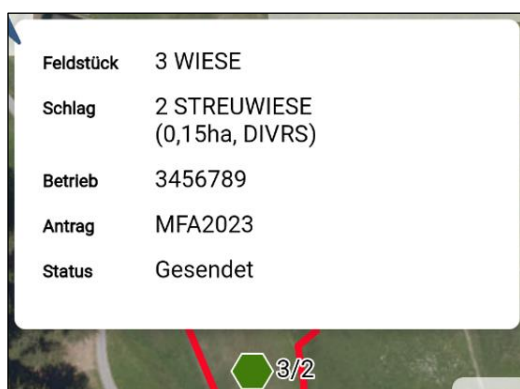 Feldstück 3 WIESE
Schlag 2 STREUWIESE
(0,15ha, DIVRS)
Betrieb 3456789
Antrag MFA2023
Status Gesendet
3/2